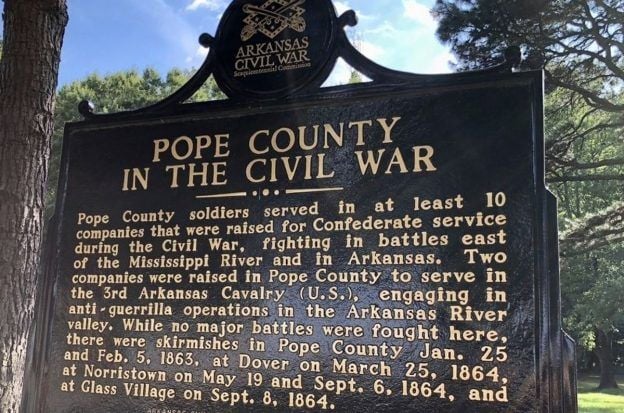 ARKANSAS
CIVIL WAR
Sesquicentennial Commission
POPE COUNTY
IN THE CIVIL WAR
Pope County soldiers served in at least 10
companies that were raised for Confederate service
during the Civil War, fighting in battles east
of the Mississippi River and in Arkansas. Two
companies were raised in Pope County to serve in
the 3rd Arkansas Cavalry (U.S.), engaging in
anti-guerrilla operations in the Arkansas River
valley. While no major battles were fought here,
there were skirmishes in Pope County Jan. 25
and Feb. 5, 1863, at Dover on March 25, 1864,
at Norristown on May 19 and Sept. 6, 1864, and
at Glass Village on Sept. 8, 1864.
ARKANSAS